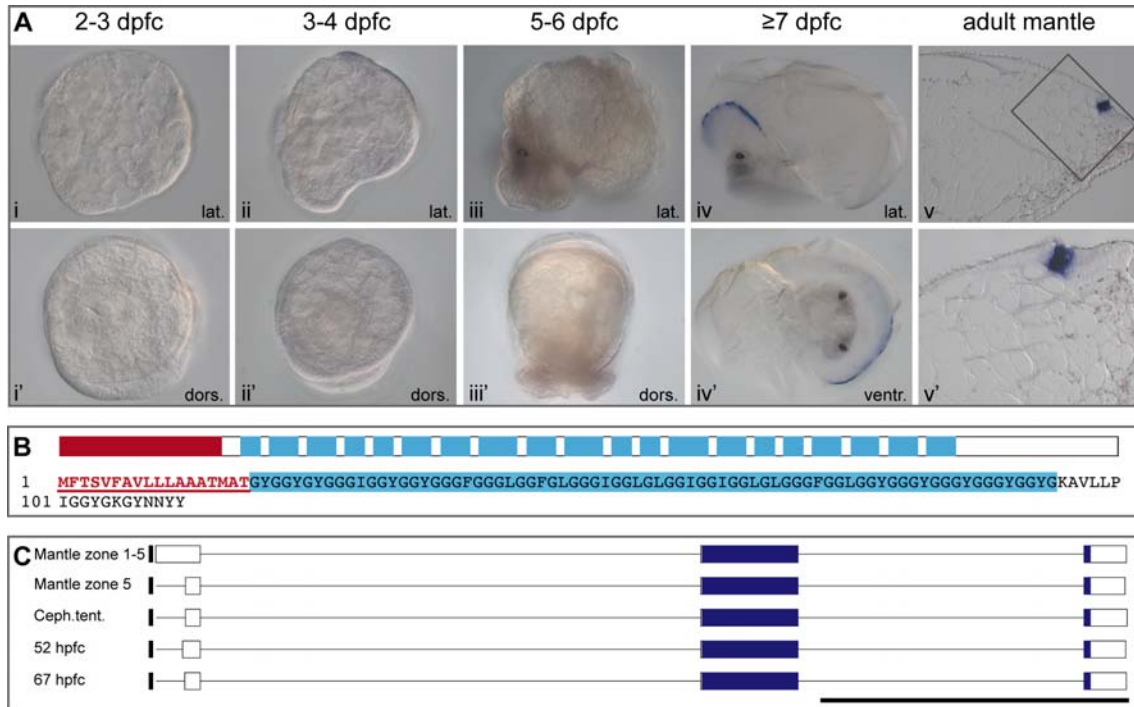 A
2-3 dpfc
3-4 dpfc
5-6 dpfc
≥7 dpfc
adult mantle
i
lat.
ii
lat.
iii
lat.
iv
lat.
v
i'
dors.
ii'
dors.
iii'
dors.
iv'
ventr.
v'
B
1 MFTSVFAVLLLAAATMATGYGGYGYGGGIGGYGGYGGGFGGGLGGFGLGGGIGGLGLGGIGGIGGLGLGGGFGGLGGYGGGYGGGYGGGYGGYGKAVLLP
101 IGGYGKGYNNYY
C
Mantle zone 1-5
Mantle zone 5
Ceph.tent.
52 hpfc
67 hpfc